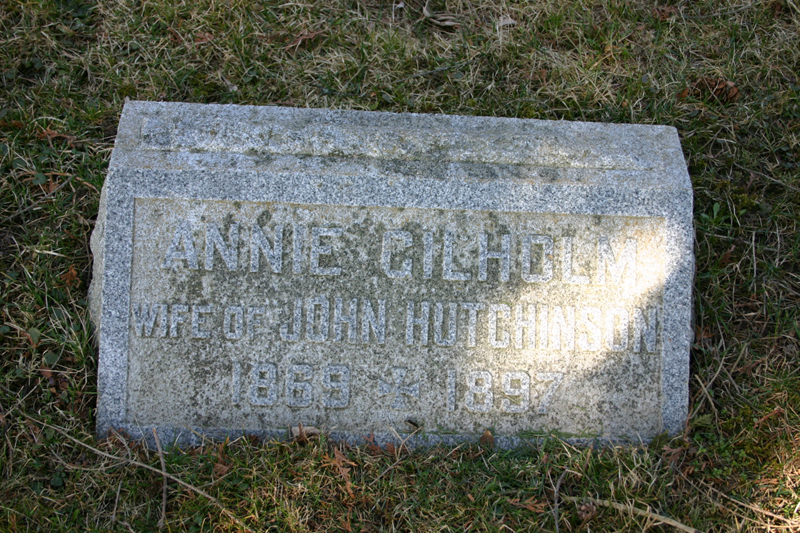 ANNIE GILHOLM
WIFE OF JOHN HUTCHINSON
1869 ★ 1897